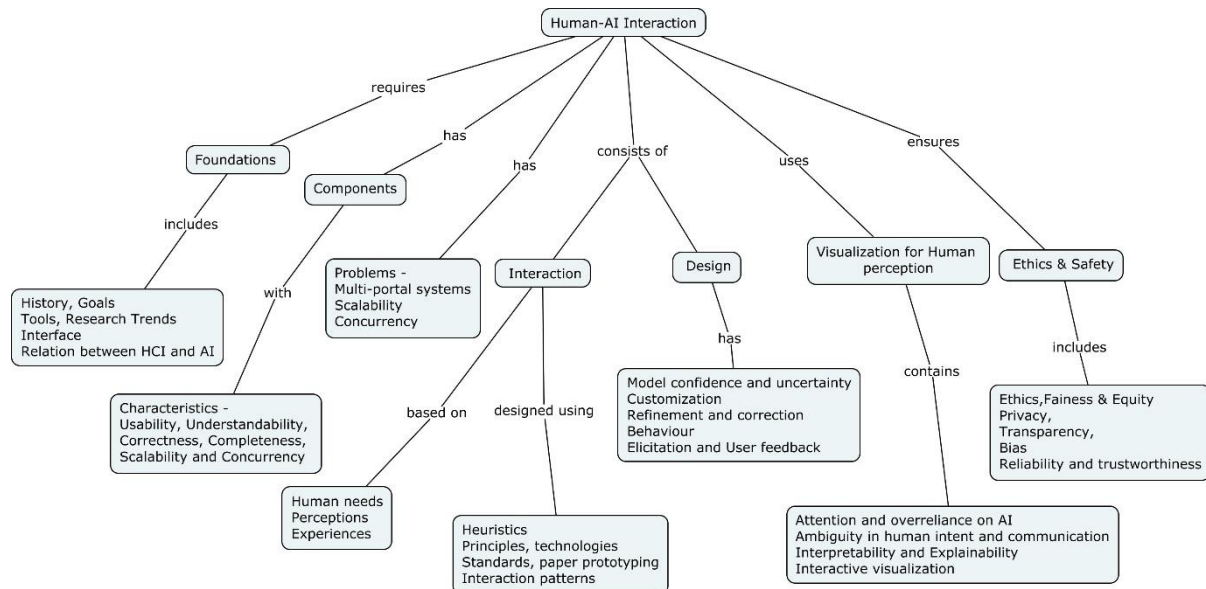 Human-AI Interaction
requires
has
has
consists of
uses
ensures
Foundations
Components
includes
with
Problems -
Multi-portal systems
Scalability
Concurrency
Interaction
Design
Visualization for Human
perception
Ethics & Safety
History, Goals
Tools, Research Trends
Interface
Relation between HCI and AI
Characteristics -
Usability, Understandability,
Correctness, Completeness,
Scalability and Concurrency
based on
designed using
has
contains
includes
Model confidence and uncertainty
Customization
Refinement and correction
Behaviour
Elicitation and User feedback
Ethics,Fainess & Equity
Privacy,
Transparency,
Bias
Reliability and trustworthiness
Human needs
Perceptions
Experiences
Heuristics
Principles, technologies
Standards, paper prototyping
Interaction patterns
Attention and overreliance on AI
Ambiguity in human intent and communication
Interpretability and Explainability
Interactive visualization